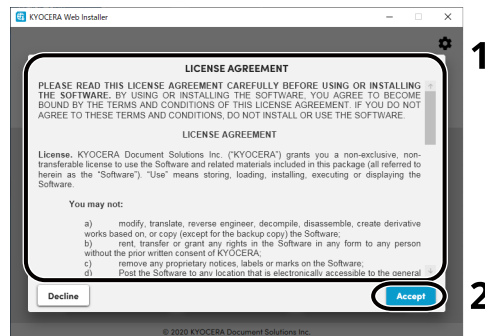 KYOCERA Web Installer
1
LICENSE AGREEMENT
PLEASE READ THIS LICENSE AGREEMENT CAREFULLY BEFORE USING OR INSTALLING
THE SOFTWARE. BY USING OR INSTALLING THE SOFTWARE, YOU AGREE TO BECOME
BOUND BY THE TERMS AND CONDITIONS OF THIS LICENSE AGREEMENT. IF YOU DO NOT
AGREE TO THESE TERMS AND CONDITIONS, DO NOT INSTALL OR USE THE SOFTWARE.
LICENSE AGREEMENT
License. KYOCERA Document Solutions Inc. ("KYOCERA") grants you a non-exclusive, non-
transferable license to use the Software and related materials included in this package (all referred to
herein as the "Software"). "Use" means storing, loading, installing, executing or displaying the
Software.
You may not:
a) modify, translate, reverse engineer, decompile, disassemble, create derivative
works based on, or copy (except for the backup copy) the Software;
b) rent, transfer or grant any rights in the Software in any form to any person
without the prior written consent of KYOCERA;
c) remove any proprietary notices, labels or marks on the Software;
d) Post the Software to any location that is electronically accessible to the general
Decline
Accept
2
© 2020 KYOCERA Document Solutions Inc.